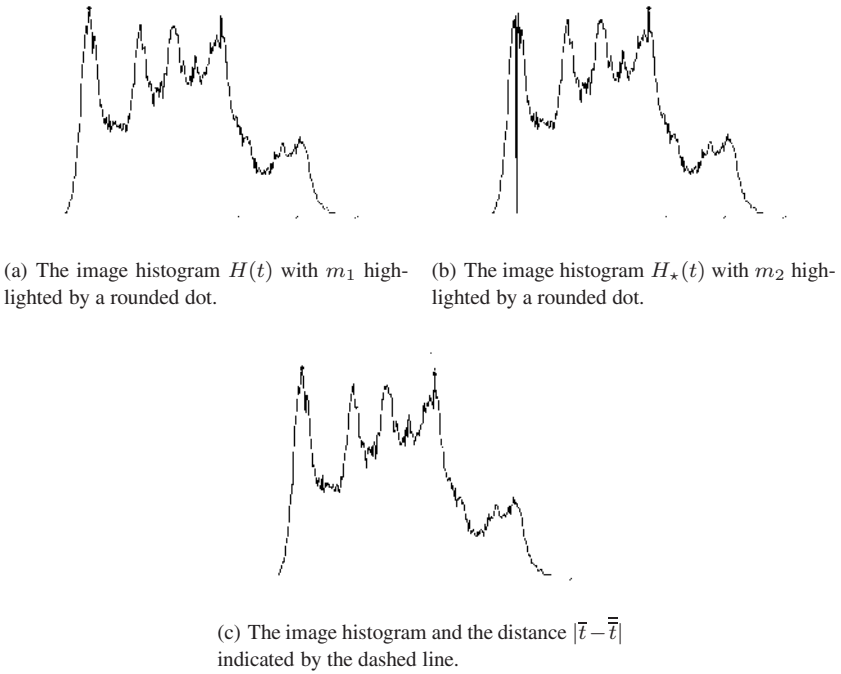 (a) The image histogram H(t) with m₁ high-
lighted by a rounded dot.
(b) The image histogram H⋆(t) with m₂ high-
lighted by a rounded dot.
(c) The image histogram and the distance |t̅ − t̿|
indicated by the dashed line.